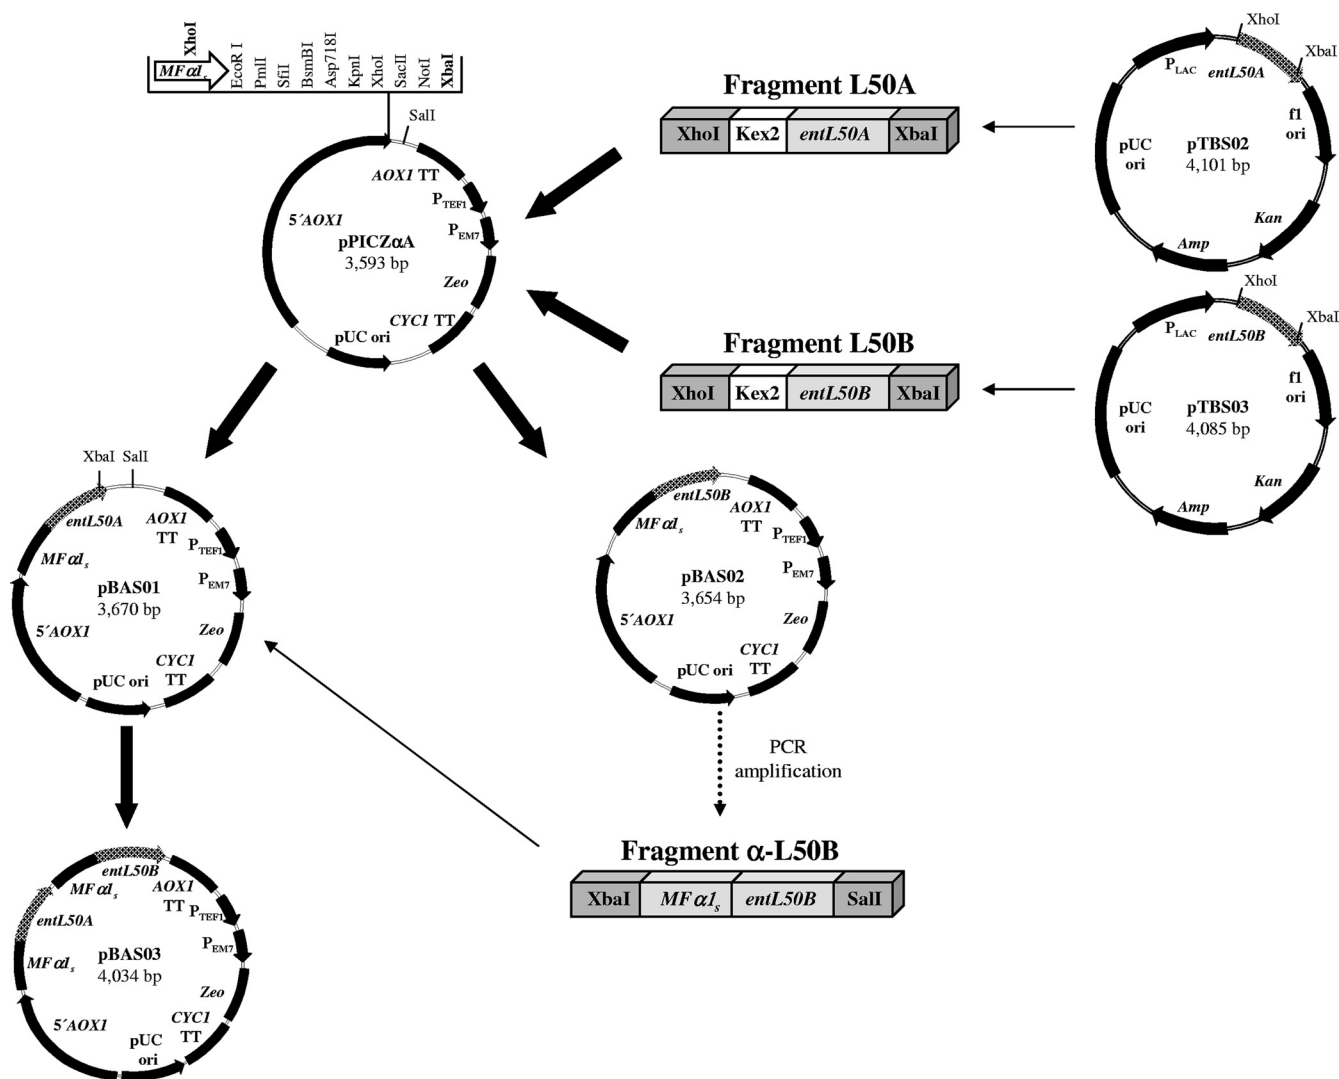 XhoI
MFα1s
EcoR I
PmlI
SfiI
BsmBI
Asp718I
KpnI
XhoI
SacII
NotI
XbaI
SalI
AOX1 TT
PTEF1
5´AOX1
PEM7
pPICZαA
3,593 bp
Zeo
CYC1 TT
pUC ori
Fragment L50A
XhoI Kex2 entL50A XbaI
XhoI
XbaI
PLAC entL50A
f1
ori
pUC
ori
pTBS02
4,101 bp
Kan
Amp
Fragment L50B
XhoI Kex2 entL50B XbaI
XhoI
XbaI
PLAC entL50B
f1
ori
pUC
ori
pTBS03
4,085 bp
Kan
Amp
XbaI SalI
entL50A
AOX1
TT
PTEF1
MFα1s
PEM7
pBAS01
3,670 bp
5´AOX1
Zeo
CYC1
TT
pUC ori
entL50B
AOX1
TT
MFα1s
PTEF1
PEM7
pBAS02
3,654 bp
5´AOX1
Zeo
CYC1
TT
pUC ori
PCR
amplification
Fragment α-L50B
XbaI MFα1s entL50B SalI
entL50B
MFα1s
AOX1
TT
PTEF1
entL50A
PEM7
pBAS03
4,034 bp
MFα1s
Zeo
5´AOX1
CYC1
TT
pUC
ori